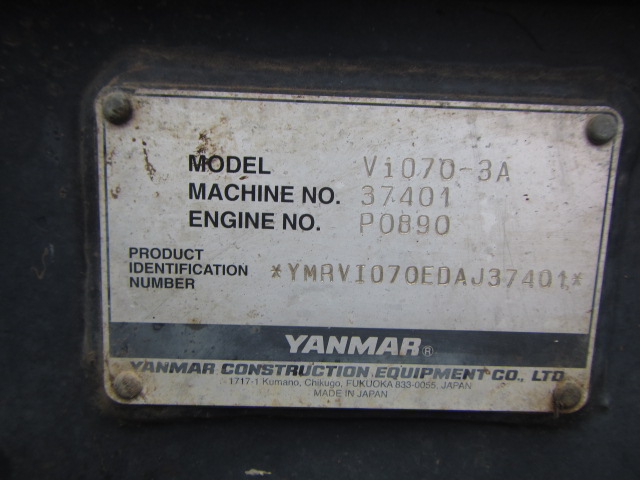 MODEL ViO70-3A
MACHINE NO. 37401
ENGINE NO. P0890
PRODUCT IDENTIFICATION NUMBER *YMRVIO70EDAJ37401*
YANMAR®
YANMAR CONSTRUCTION EQUIPMENT CO., LTD
1717-1 Kumano, Chikugo, FUKUOKA 833-0055, JAPAN
MADE IN JAPAN